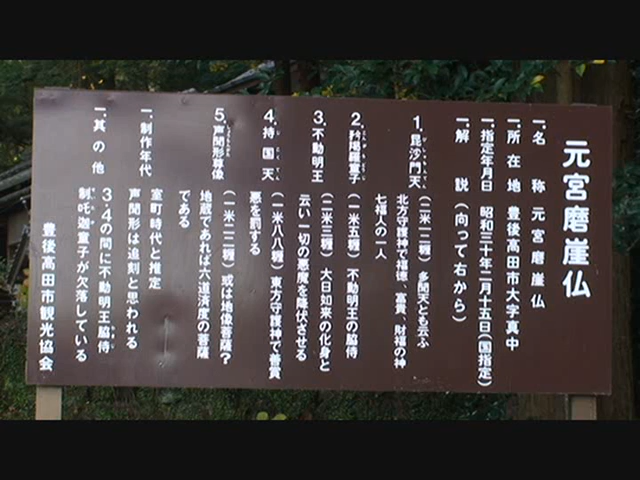 元宮磨崖仏
一、名称 元宮磨崖仏
一、所在地 豊後高田市大字真中
一、指定年月日 昭和三十年二月十五日(国指定)
一、解説(向って右から)
1.毘沙門天 (二米一二糎) 多聞天とも云ふ
北方守護神で福徳、富貴、財福の神
七福人の一人
2.矜羯羅童子 (一米五糎) 不動明王の脇侍
3.不動明王 (二米三糎) 大日如来の化身と
云い一切の悪魔を降伏させる
4.持国天 (一米八八糎) 東方守護神で善賞
悪を罰する
5.声聞形尊像 (一米二二糎) 或は地蔵菩薩?
地蔵であれば六道済度の菩薩
である
一、制作年代 室町時代と推定
声聞形は追刻と思われる
一、其の他 3.4の間に不動明王脇侍
制吒迦童子が欠落している
豊後高田市観光協会